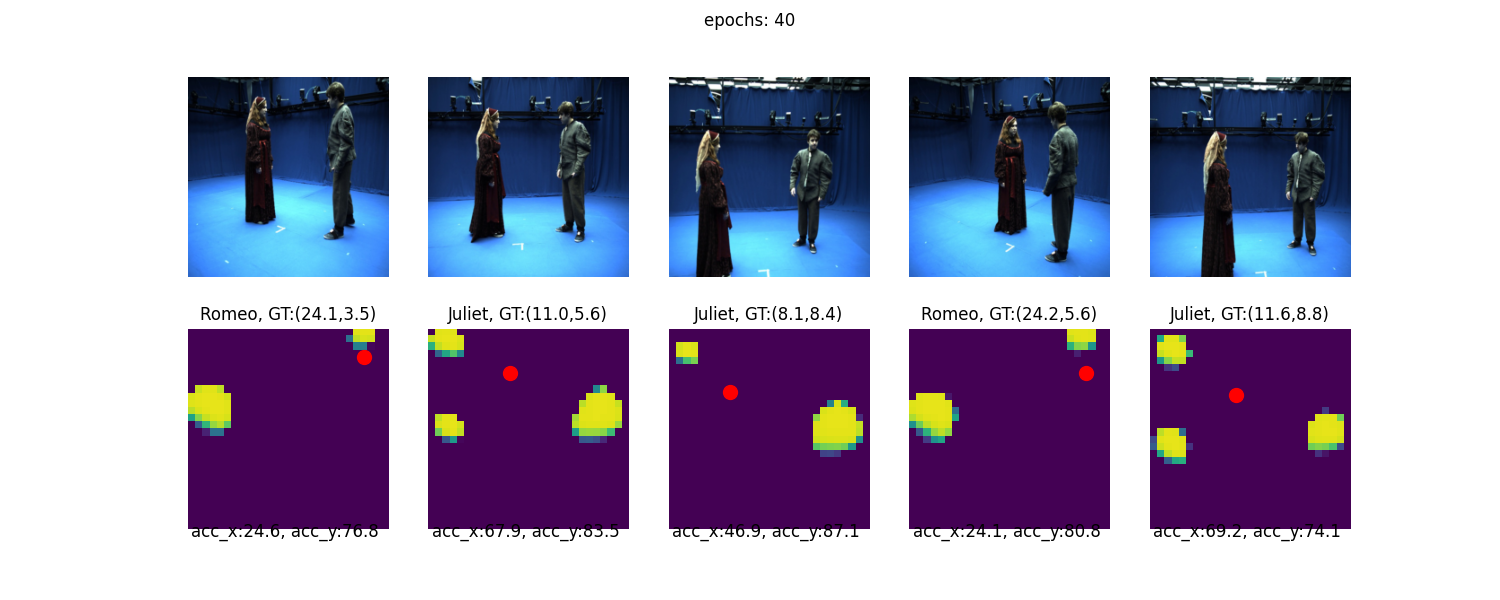 epochs: 40
Romeo, GT:(24.1,3.5)
Juliet, GT:(11.0,5.6)
Juliet, GT:(8.1,8.4)
Romeo, GT:(24.2,5.6)
Juliet, GT:(11.6,8.8)
acc_x:24.6, acc_y:76.8
acc_x:67.9, acc_y:83.5
acc_x:46.9, acc_y:87.1
acc_x:24.1, acc_y:80.8
acc_x:69.2, acc_y:74.1